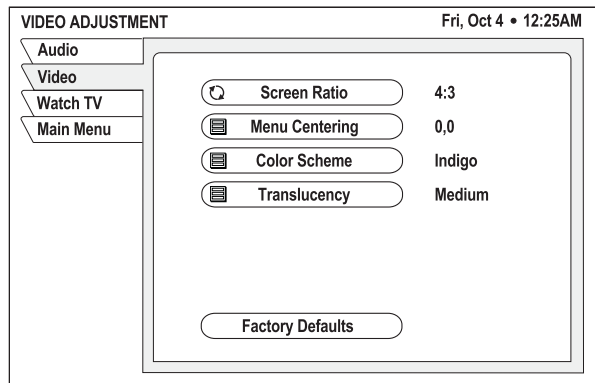 VIDEO ADJUSTMENT
Fri, Oct 4 • 12:25AM
Audio
Video
Watch TV
Main Menu
Screen Ratio 4:3
Menu Centering 0,0
Color Scheme Indigo
Translucency Medium
Factory Defaults